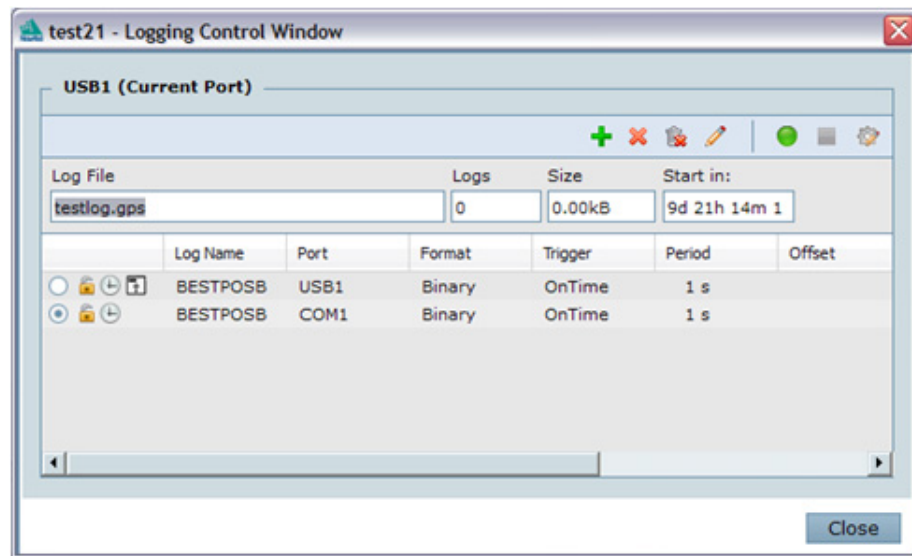 test21 - Logging Control Window
USB1 (Current Port)
Log File Logs Size Start in:
testlog.gps 0 0.00kB 9d 21h 14m 1
Log Name Port Format Trigger Period Offset
BESTPOSB USB1 Binary OnTime 1 s
BESTPOSB COM1 Binary OnTime 1 s
Close